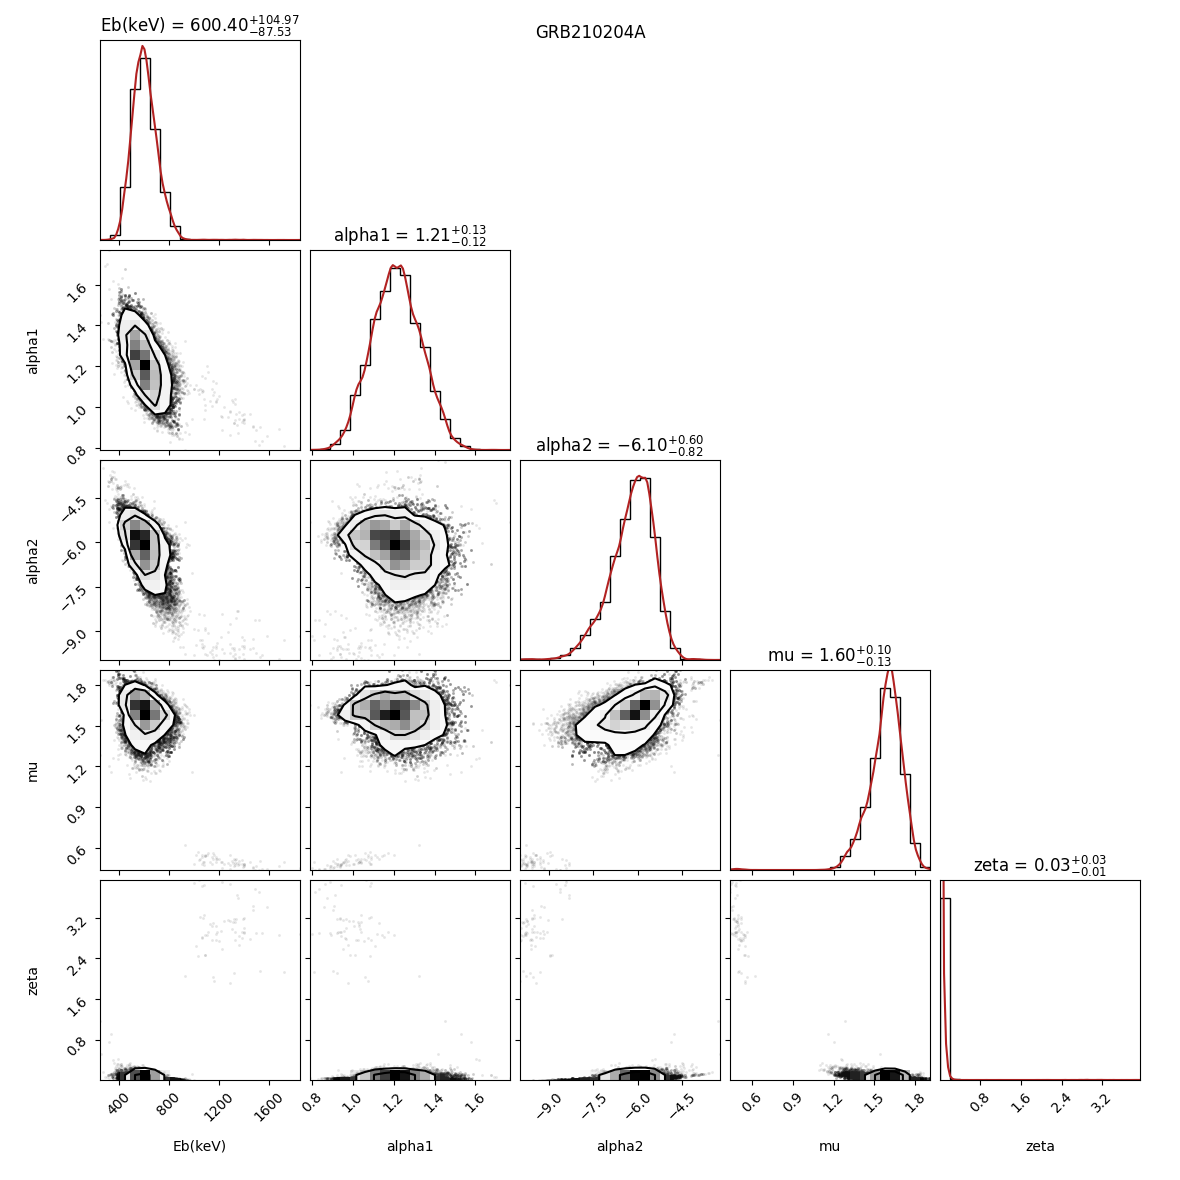 Eb(keV) = 600.40+104.97−87.53
GRB210204A
alpha1 = 1.21+0.13−0.12
1.6
1.4
1.2
1.0
0.8
alpha1
alpha2 = −6.10+0.60−0.82
−4.5
−6.0
−7.5
−9.0
alpha2
mu = 1.60+0.10−0.13
1.8
1.5
1.2
0.9
0.6
mu
zeta = 0.03+0.03−0.01
3.2
2.4
1.6
0.8
zeta
400 800 1200 1600 0.8 1.0 1.2 1.4 1.6 −9.0 −7.5 −6.0 −4.5 0.6 0.9 1.2 1.5 1.8 0.8 1.6 2.4 3.2
Eb(keV) alpha1 alpha2 mu zeta